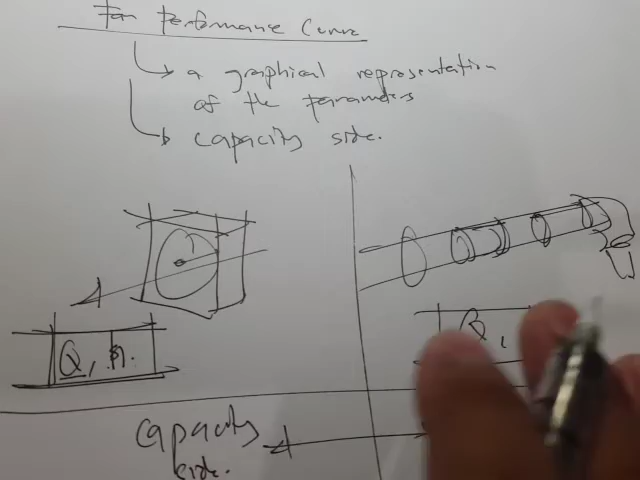 Fan Performance Curve
a graphical representation
of the parameters
capacity side.
Q, η.
Q,
capacity
side.